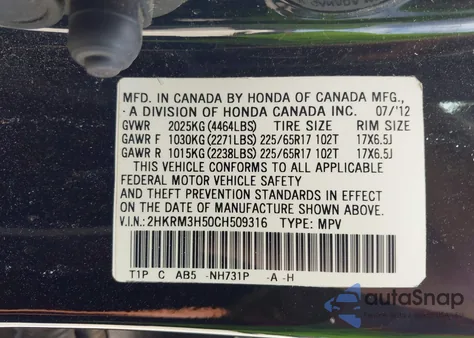 MFD. IN CANADA BY HONDA OF CANADA MFG.,
A DIVISION OF HONDA CANADA INC. 07/'12
GVWR 2025KG(4464LBS) TIRE SIZE RIM SIZE
GAWR F 1030KG(2271LBS) 225/65R17 102T 17X6.5J
GAWR R 1015KG(2238LBS) 225/65R17 102T 17X6.5J
THIS VEHICLE CONFORMS TO ALL APPLICABLE
FEDERAL MOTOR VEHICLE SAFETY
AND THEFT PREVENTION STANDARDS IN EFFECT
ON THE DATE OF MANUFACTURE SHOWN ABOVE.
V.I.N.: 2HKRM3H50CH509316 TYPE: MPV
T1P C AB5 -NH731P -A -H
autoSnap